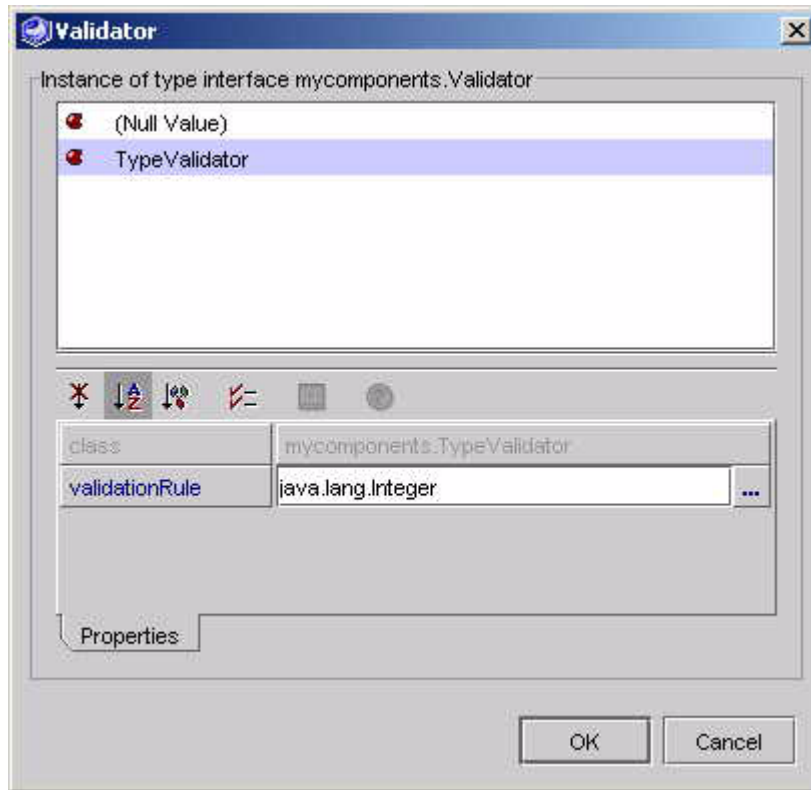 Validator
Instance of type interface mycomponents.Validator
(Null Value)
TypeValidator
class mycomponents.TypeValidator
validationRule java.lang.Integer ...
Properties
OK Cancel